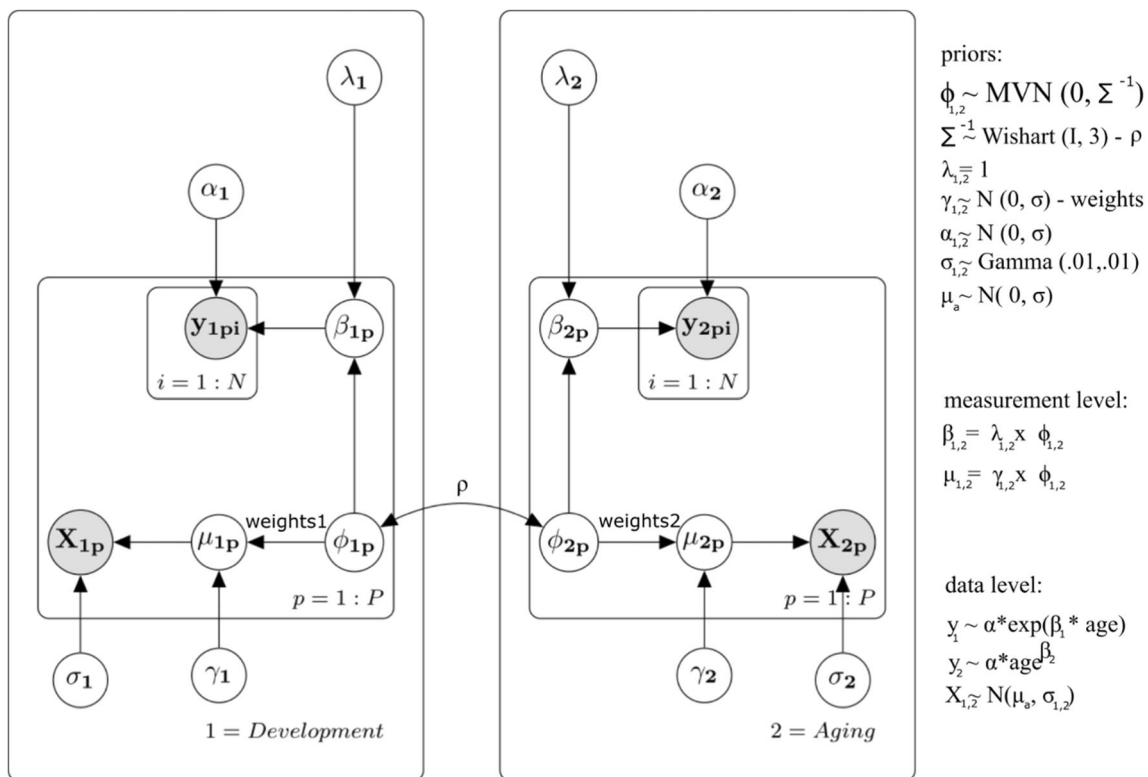 λ1
α1
y1pi
β1p
i = 1 : N
X1p
μ1p
weights1
ϕ1p
p = 1 : P
σ1
γ1
1 = Development
ρ
λ2
α2
β2p
y2pi
i = 1 : N
ϕ2p
weights2
μ2p
X2p
p = 1 : P
γ2
σ2
2 = Aging
priors:
ϕ1,2 ~ MVN (0, Σ⁻¹)
Σ⁻¹ ~ Wishart (I, 3) - ρ
λ1,2 = 1
γ1,2 ~ N (0, σ) - weights
α1,2 ~ N (0, σ)
σ1,2 ~ Gamma (.01,.01)
μa ~ N( 0, σ)
measurement level:
β1,2 = λ1,2 x ϕ1,2
μ1,2 = γ1,2 x ϕ1,2
data level:
y1 ~ α*exp(β1* age)
y2 ~ α*age^β2
X1,2 ~ N(μa, σ1,2)